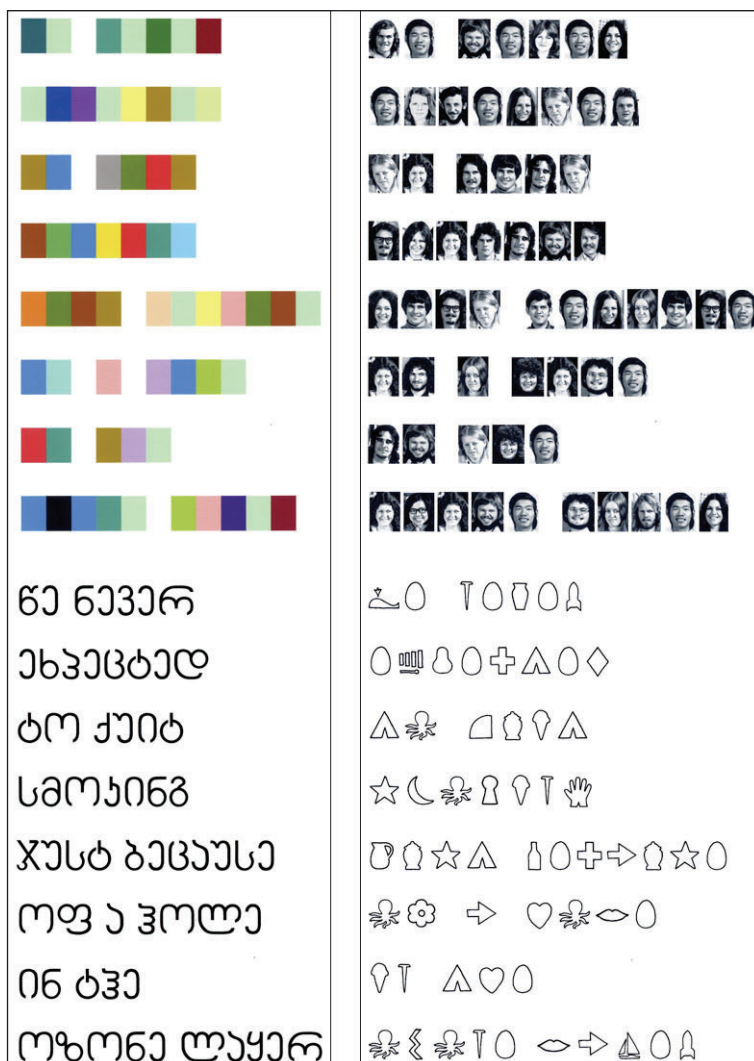 წე ნევერ
ეხპეცტედ
ტო ქუიტ
სმოკინგ
ჯუსტ ბეცაუსე
ოფ ა ჰოლე
ინ ტჰე
ოზონე ლაყერ